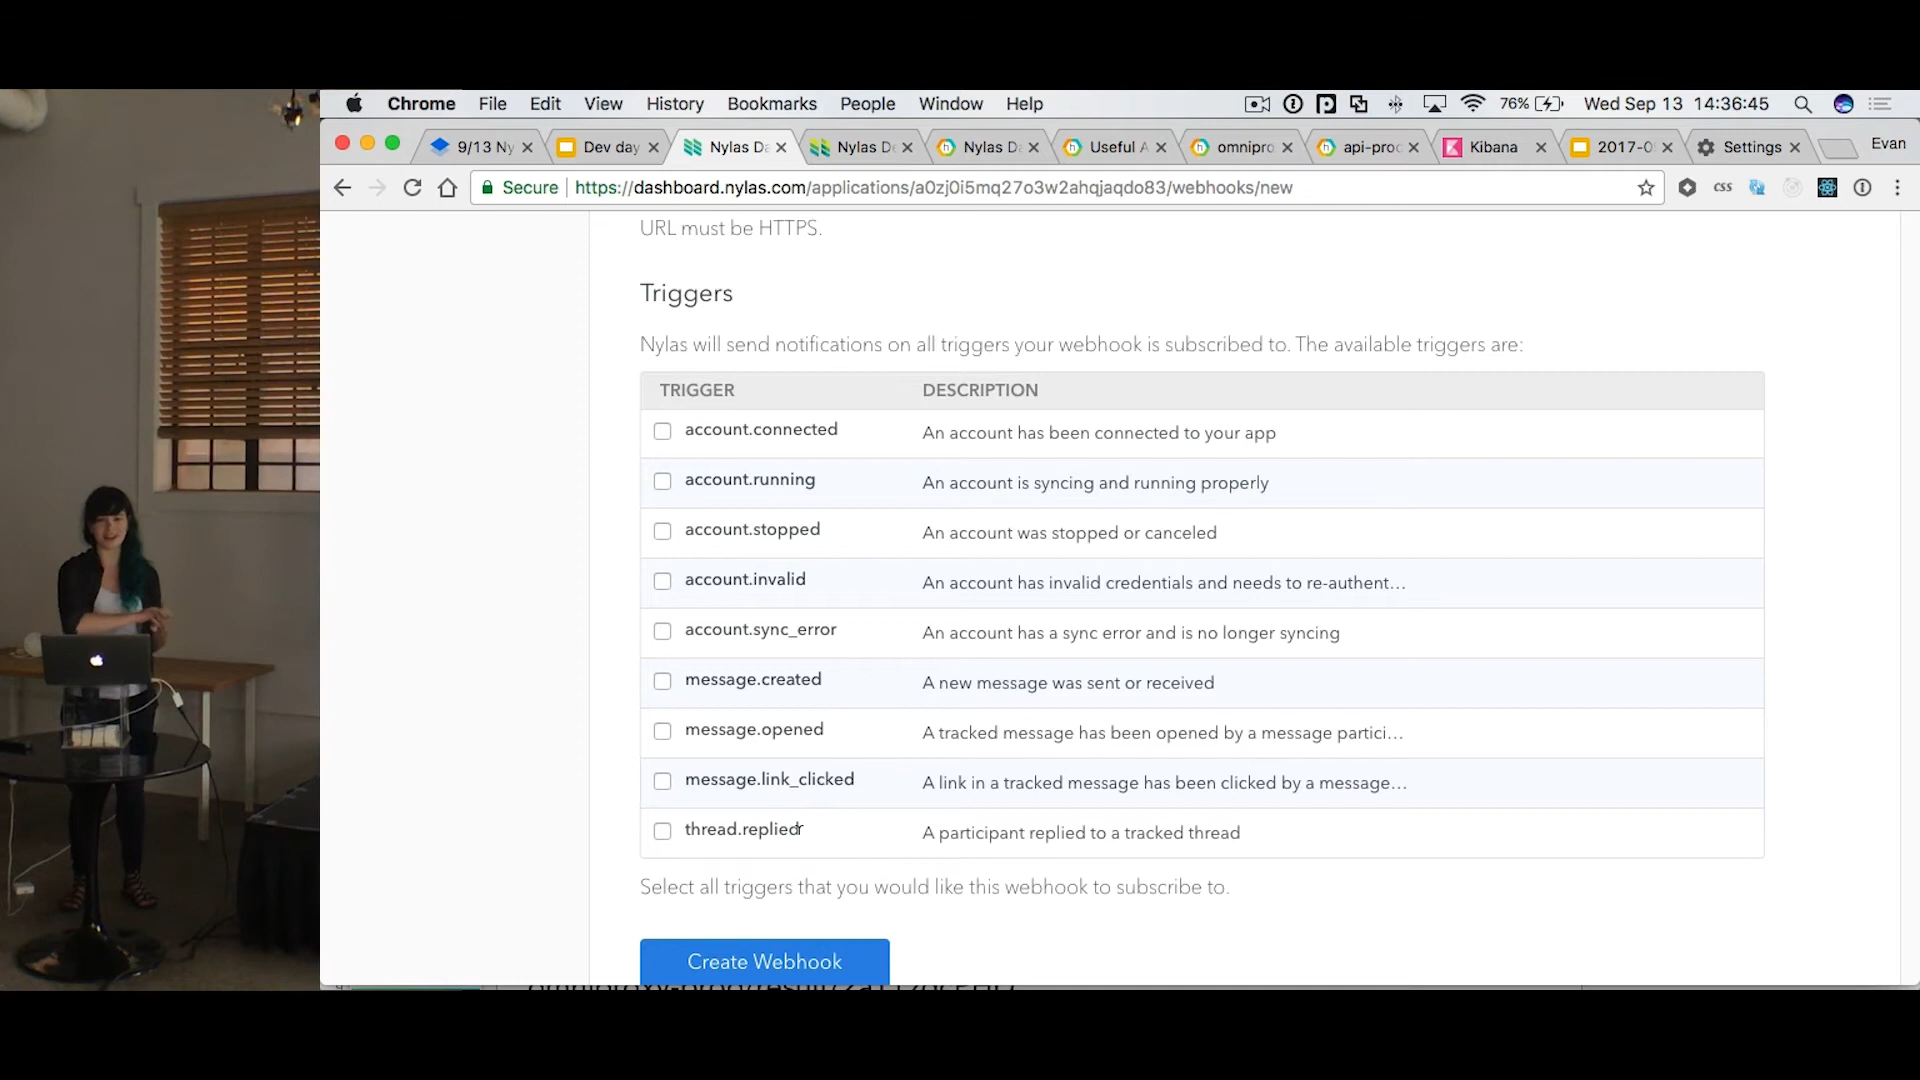 Chrome File Edit View History Bookmarks People Window Help 76% Wed Sep 13 14:36:45
9/13 Ny Dev day Nylas Da Nylas De Nylas Da Useful A omnipro api-proc Kibana 2017-0 Settings Evan
Secure https://dashboard.nylas.com/applications/a0zj0i5mq27o3w2ahqjaqdo83/webhooks/new
URL must be HTTPS.
Triggers
Nylas will send notifications on all triggers your webhook is subscribed to. The available triggers are:
TRIGGER DESCRIPTION
account.connected An account has been connected to your app
account.running An account is syncing and running properly
account.stopped An account was stopped or canceled
account.invalid An account has invalid credentials and needs to re-authent…
account.sync_error An account has a sync error and is no longer syncing
message.created A new message was sent or received
message.opened A tracked message has been opened by a message partici…
message.link_clicked A link in a tracked message has been clicked by a message…
thread.replied A participant replied to a tracked thread
Select all triggers that you would like this webhook to subscribe to.
Create Webhook